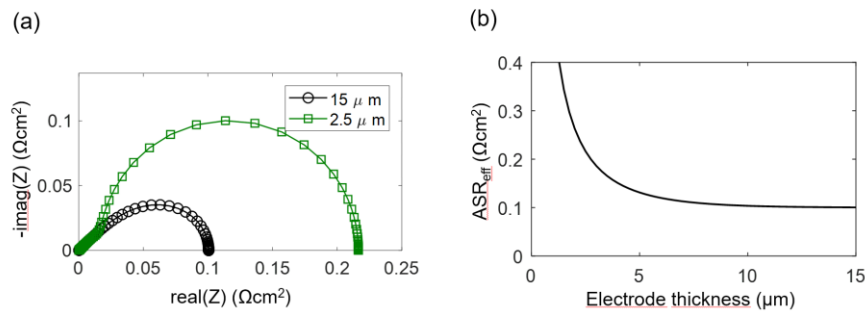 (a)
-imag(Z) (Ωcm²)
0.1
0.05
0
0
0.05
0.1
0.15
0.2
0.25
real(Z) (Ωcm²)
15 μ m
2.5 μ m
(b)
ASR_eff (Ωcm²)
0.4
0.3
0.2
0.1
0
0
5
10
15
Electrode thickness (μm)